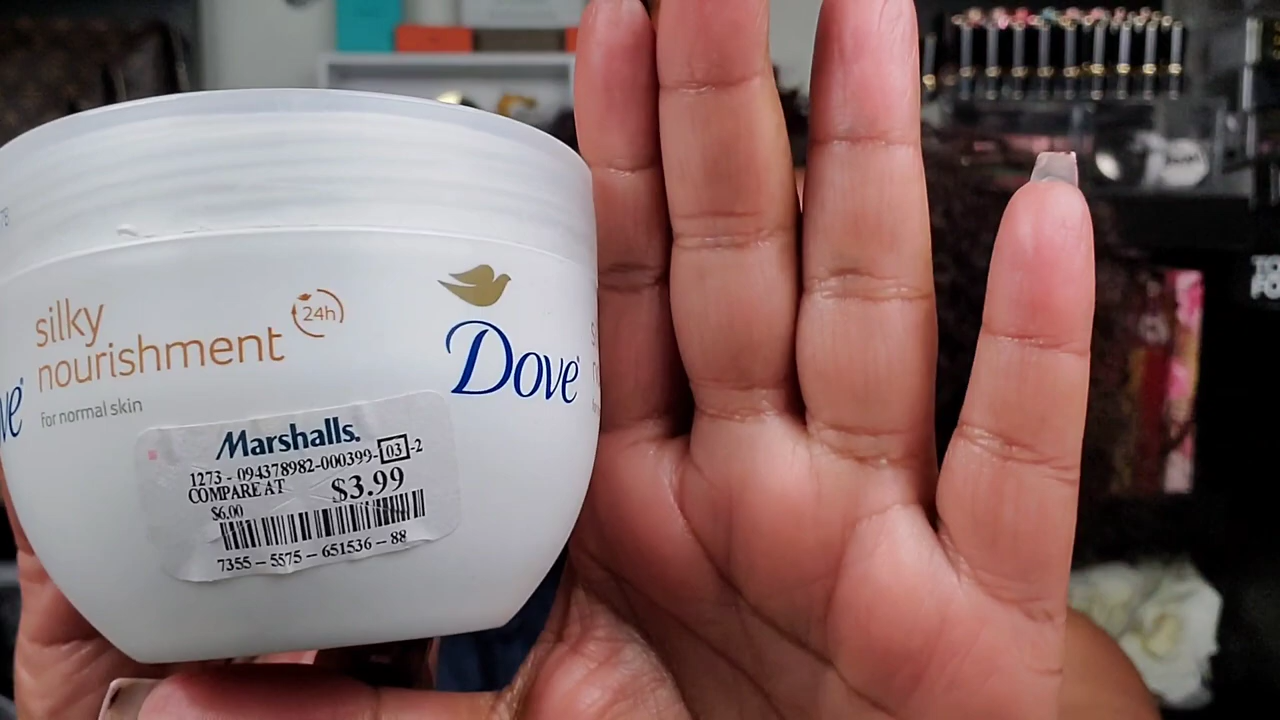 silky
nourishment
24h
for normal skin
Dove
Marshalls.
1273 - 094378982-000399-03-2
COMPARE AT
$3.99
$6.00
7355 – 5575 – 651536 – 88